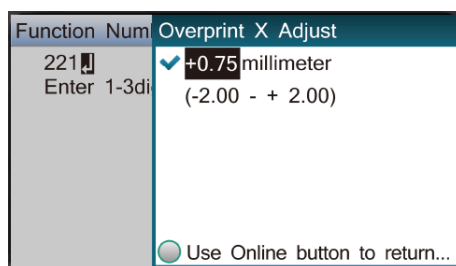 Function Num
221
Enter 1-3di
Overprint X Adjust
+0.75 millimeter
(-2.00 - + 2.00)
Use Online button to return...